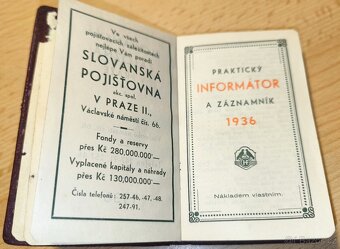 Ve všech
pojišťovacích záležitostech
nejlépe Vám poradí
SLOVANSKÁ
POJIŠŤOVNA
akc. spol.
V PRAZE II.,
Václavské náměstí čís. 66.
Fondy a reservy
přes Kč 280,000.000·—
Vyplacené kapitály a náhrady
přes Kč 130,000.000·—
Čísla telefonů: 257-46, -47, -48.
247-91.
PRAKTICKÝ
INFORMÁTOR
A ZÁZNAMNÍK
1936
Nákladem vlastním.